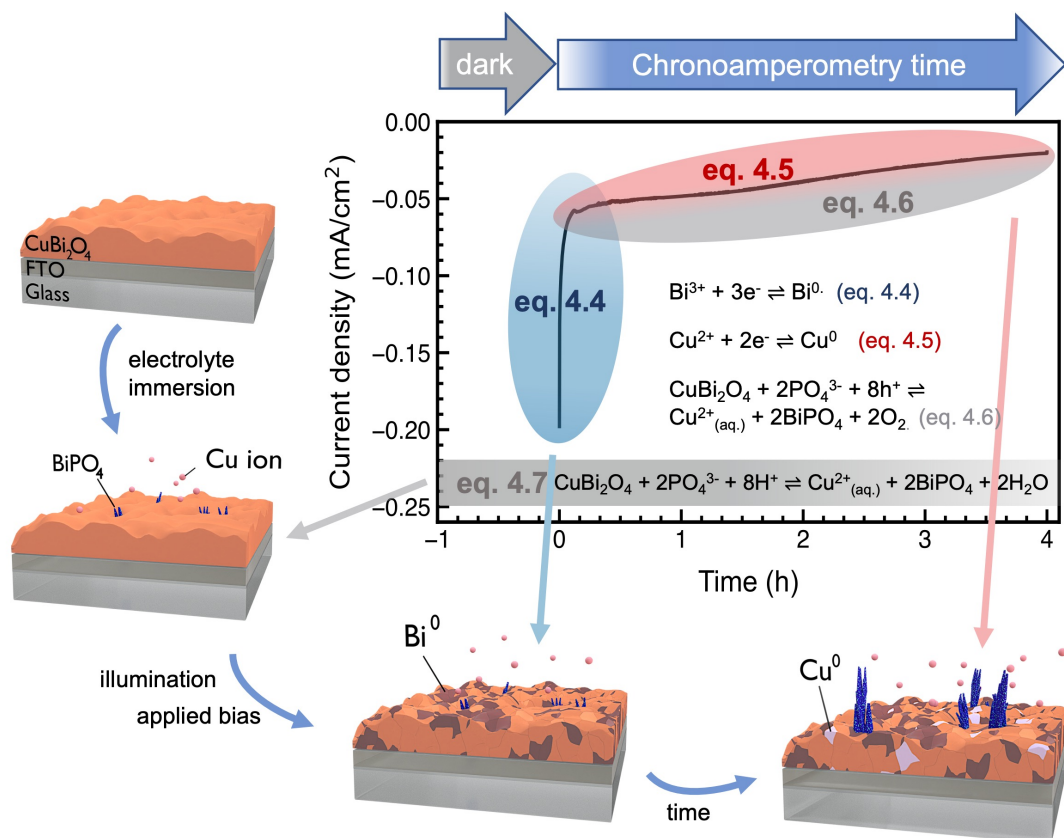 dark
Chronoamperometry time
0.00
−0.05
−0.10
−0.15
−0.20
−0.25
Current density (mA/cm²)
eq. 4.5
eq. 4.6
eq. 4.4
Bi³⁺ + 3e⁻ ⇌ Bi⁰· (eq. 4.4)
Cu²⁺ + 2e⁻ ⇌ Cu⁰ (eq. 4.5)
CuBi₂O₄ + 2PO₄³⁻ + 8h⁺ ⇌
Cu²⁺₍aq.₎ + 2BiPO₄ + 2O₂. (eq. 4.6)
eq. 4.7 CuBi₂O₄ + 2PO₄³⁻ + 8H⁺ ⇌ Cu²⁺₍aq.₎ + 2BiPO₄ + 2H₂O
−1
0
1
2
3
4
Time (h)
CuBi₂O₄
FTO
Glass
electrolyte
immersion
BiPO₄
Cu ion
illumination
applied bias
Bi⁰
time
Cu⁰